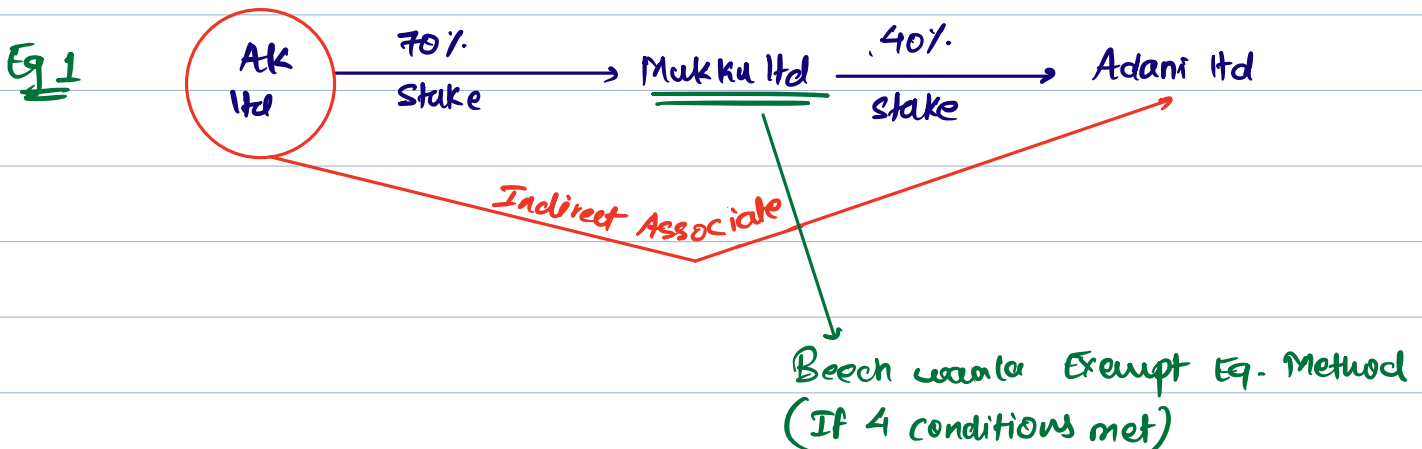 Eg 1
AK ltd
70%. stake
Mukku ltd
40%. stake
Adani ltd
Indirect Associate
Beech waala Exempt Eq. Method
(If 4 conditions met)